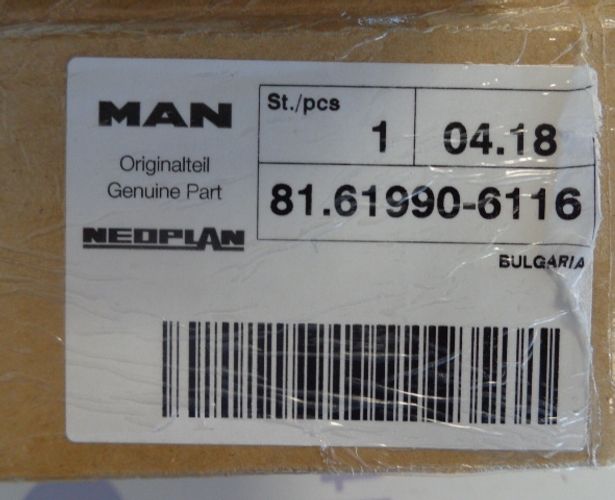 MAN
Originalteil
Genuine Part
NEOPLAN
St./pcs
1
04.18
81.61990-6116
BULGARIA